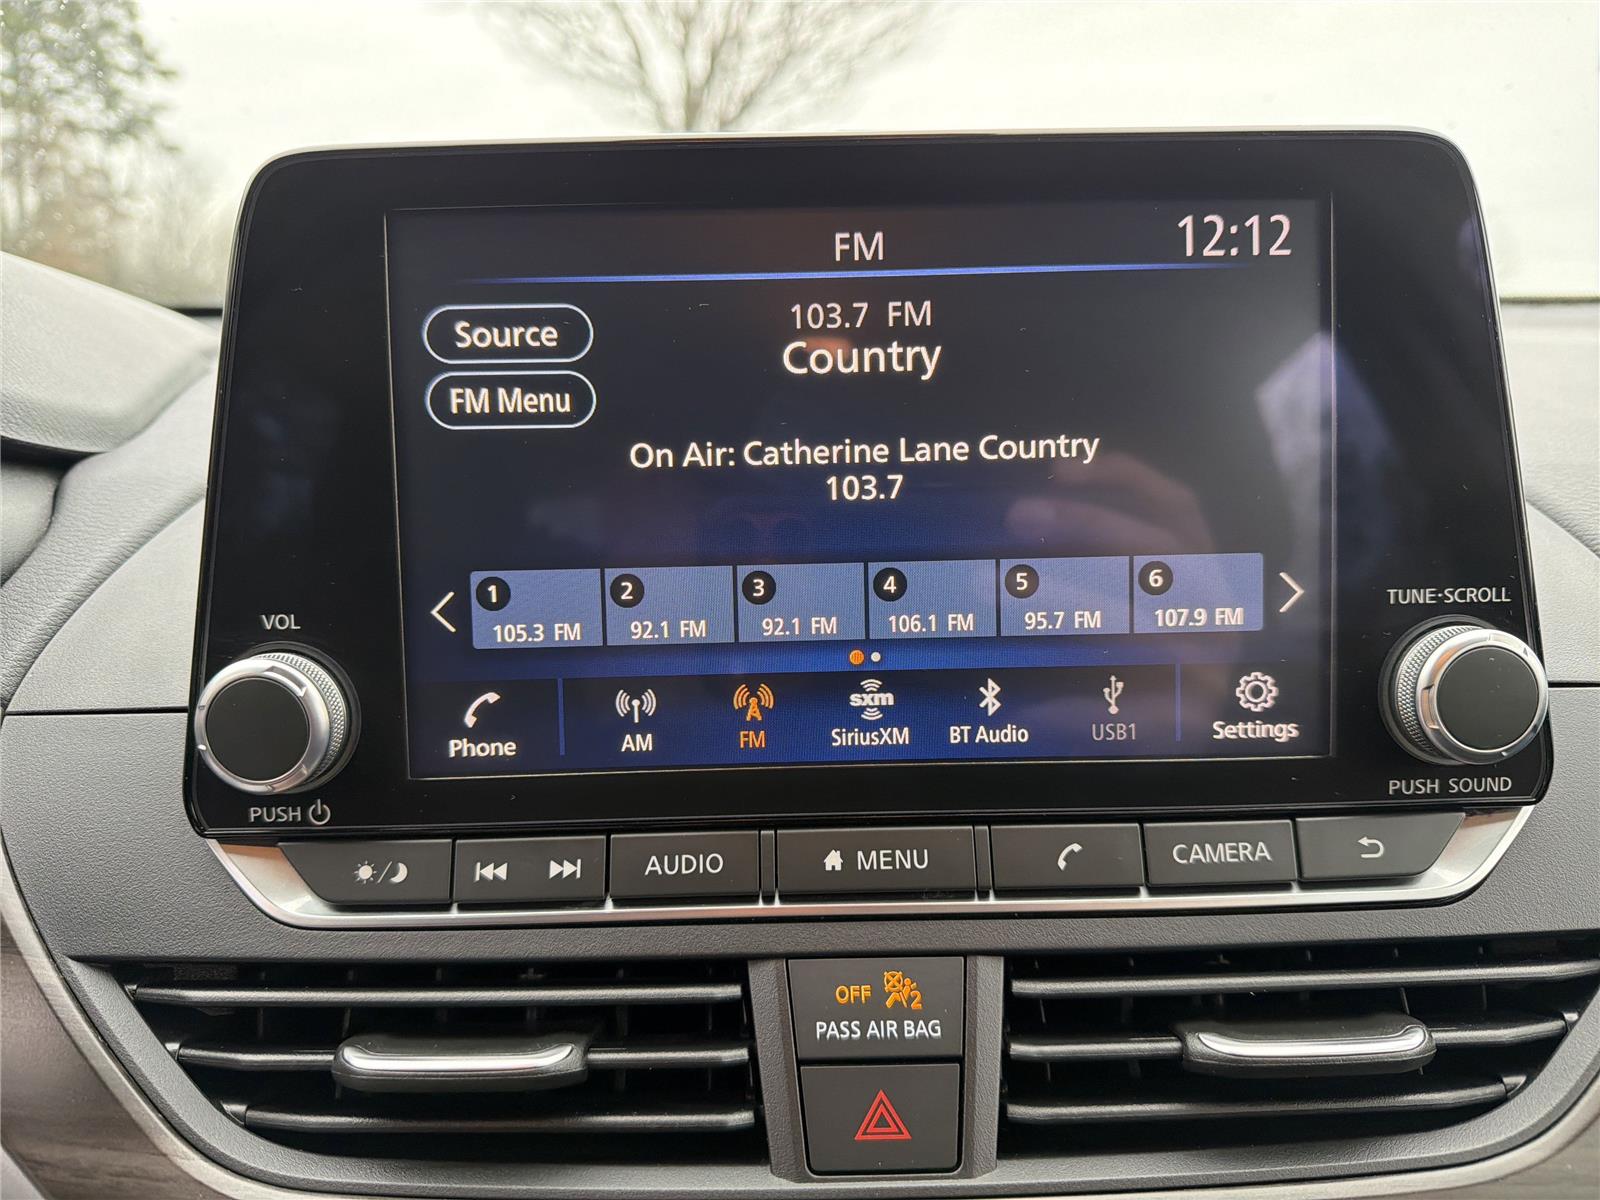 FM
12:12
Source
103.7 FM
Country
FM Menu
On Air: Catherine Lane Country
103.7
1 2 3 4 5 6
105.3 FM 92.1 FM 92.1 FM 106.1 FM 95.7 FM 107.9 FM
VOL
TUNE·SCROLL
sxm
Phone AM FM SiriusXM BT Audio USB1 Settings
PUSH
PUSH SOUND
AUDIO MENU CAMERA
OFF 2
PASS AIR BAG